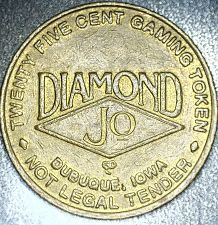 TWENTY FIVE CENT GAMING TOKEN
DIAMOND
JO
DUBUQUE, IOWA
NOT LEGAL TENDER